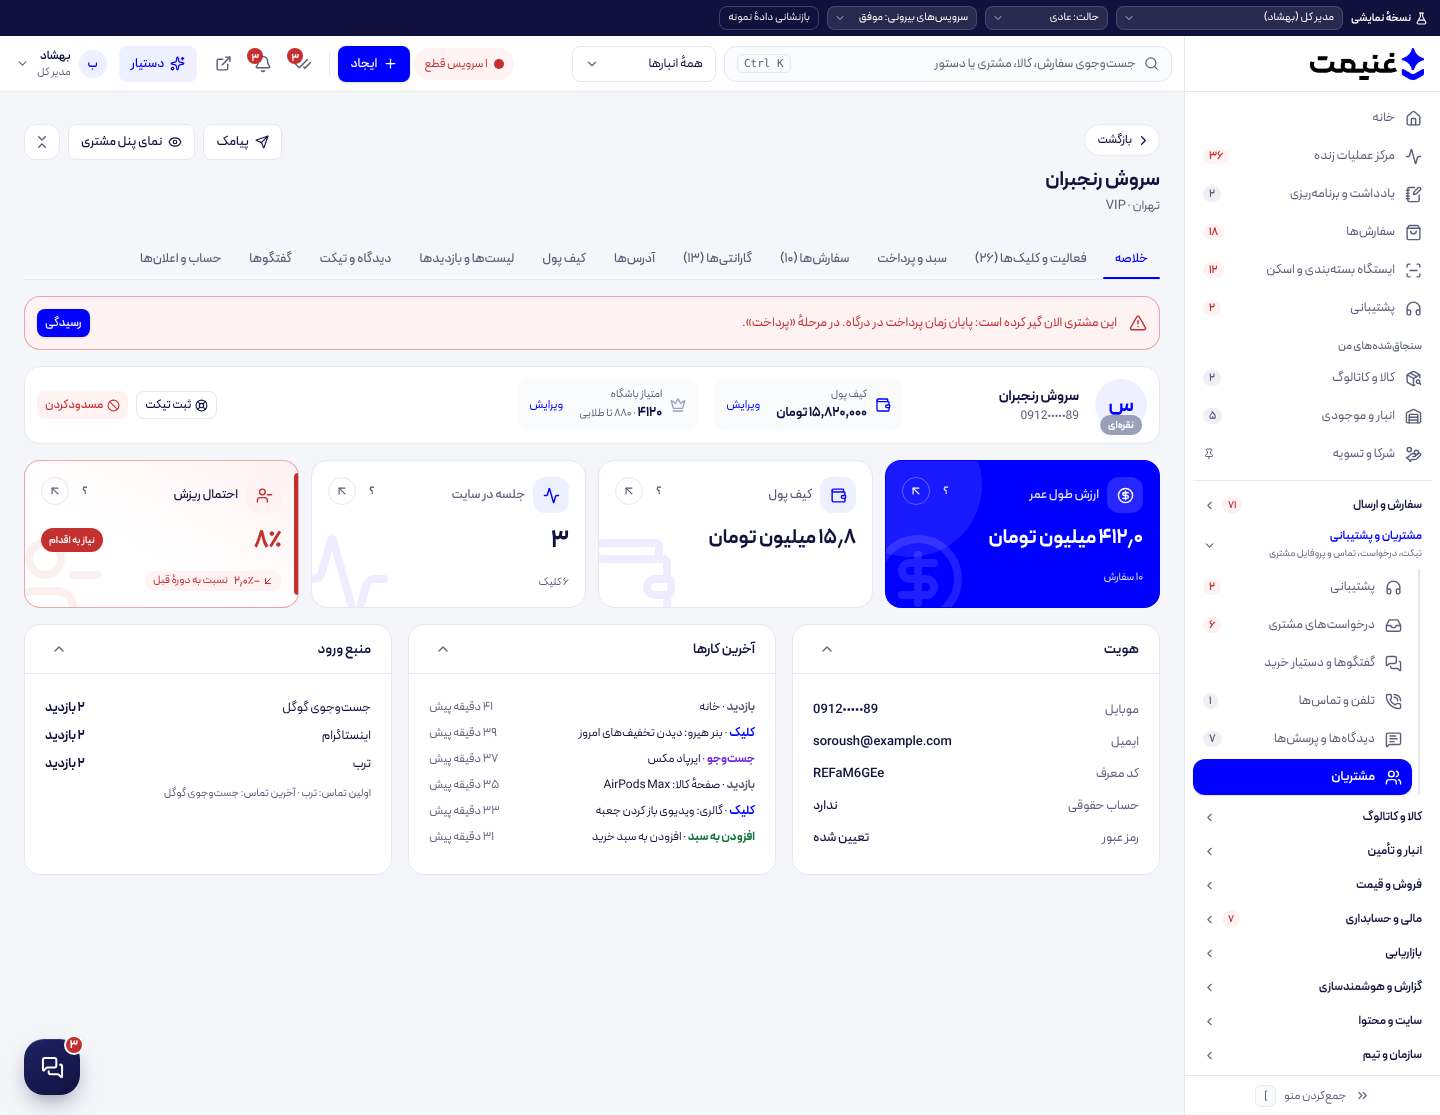 نسخهٔ نمایشی
مدیر کل (بهشاد)
حالت: عادی
سرویس‌های بیرونی: موفق
بازنشانی دادهٔ نمونه
غنیمت
جست‌وجوی سفارش، کالا، مشتری یا دستور
Ctrl K
همهٔ انبارها
۱ سرویس قطع
ایجاد
۳
۳
دستیار
ب
بهشاد
مدیر کل
خانه
مرکز عملیات زنده
۳۶
یادداشت و برنامه‌ریزی
۲
سفارش‌ها
۱۸
ایستگاه بسته‌بندی و اسکن
۱۲
پشتیبانی
۲
سنجاق‌شده‌های من
کالا و کاتالوگ
۲
انبار و موجودی
۵
شرکا و تسویه
سفارش و ارسال
۷۱
مشتریان و پشتیبانی
تیکت، درخواست، تماس و پروفایل مشتری
پشتیبانی
۲
درخواست‌های مشتری
۶
گفتگوها و دستیار خرید
تلفن و تماس‌ها
۱
دیدگاه‌ها و پرسش‌ها
۷
مشتریان
کالا و کاتالوگ
انبار و تأمین
فروش و قیمت
مالی و حسابداری
۷
بازاریابی
گزارش و هوشمندسازی
سایت و محتوا
سازمان و تیم
جمع‌کردن منو
[
بازگشت
پیامک
نمای پنل مشتری
سروش رنجبران
تهران · VIP
خلاصه
فعالیت و کلیک‌ها (۲۶)
سبد و پرداخت
سفارش‌ها (۱۰)
گارانتی‌ها (۱۳)
آدرس‌ها
کیف پول
لیست‌ها و بازدیدها
دیدگاه و تیکت
گفتگوها
حساب و اعلان‌ها
این مشتری الان گیر کرده است: پایان زمان پرداخت در درگاه. در مرحلهٔ «پرداخت».
رسیدگی
س
نقره‌ای
سروش رنجبران
0912•••••89
کیف پول
۱۵,۸۲۰,۰۰۰ تومان
ویرایش
امتیاز باشگاه
۴۱۲۰ · ۸۸۰ تا طلایی
ویرایش
ثبت تیکت
مسدودکردن
ارزش طول عمر
؟
۴۱۲٫۰ میلیون تومان
۱۰ سفارش
کیف پول
؟
۱۵٫۸ میلیون تومان
جلسه در سایت
؟
۳
۶ کلیک
احتمال ریزش
؟
۸٪
نیاز به اقدام
−۲٫۰٪ نسبت به دورهٔ قبل
هویت
موبایل
0912•••••89
ایمیل
soroush@example.com
کد معرف
REFaM6GEe
حساب حقوقی
ندارد
رمز عبور
تعیین شده
آخرین کارها
بازدید · خانه
۴۱ دقیقه پیش
کلیک · بنر هیرو: دیدن تخفیف‌های امروز
۳۹ دقیقه پیش
جست‌وجو · ایرپاد مکس
۳۷ دقیقه پیش
بازدید · صفحهٔ کالا: AirPods Max
۳۵ دقیقه پیش
کلیک · گالری: ویدیوی باز کردن جعبه
۳۳ دقیقه پیش
افزودن به سبد · افزودن به سبد خرید
۳۱ دقیقه پیش
منبع ورود
جست‌وجوی گوگل
۲ بازدید
اینستاگرام
۲ بازدید
ترب
۲ بازدید
اولین تماس: ترب · آخرین تماس: جست‌وجوی گوگل
۳